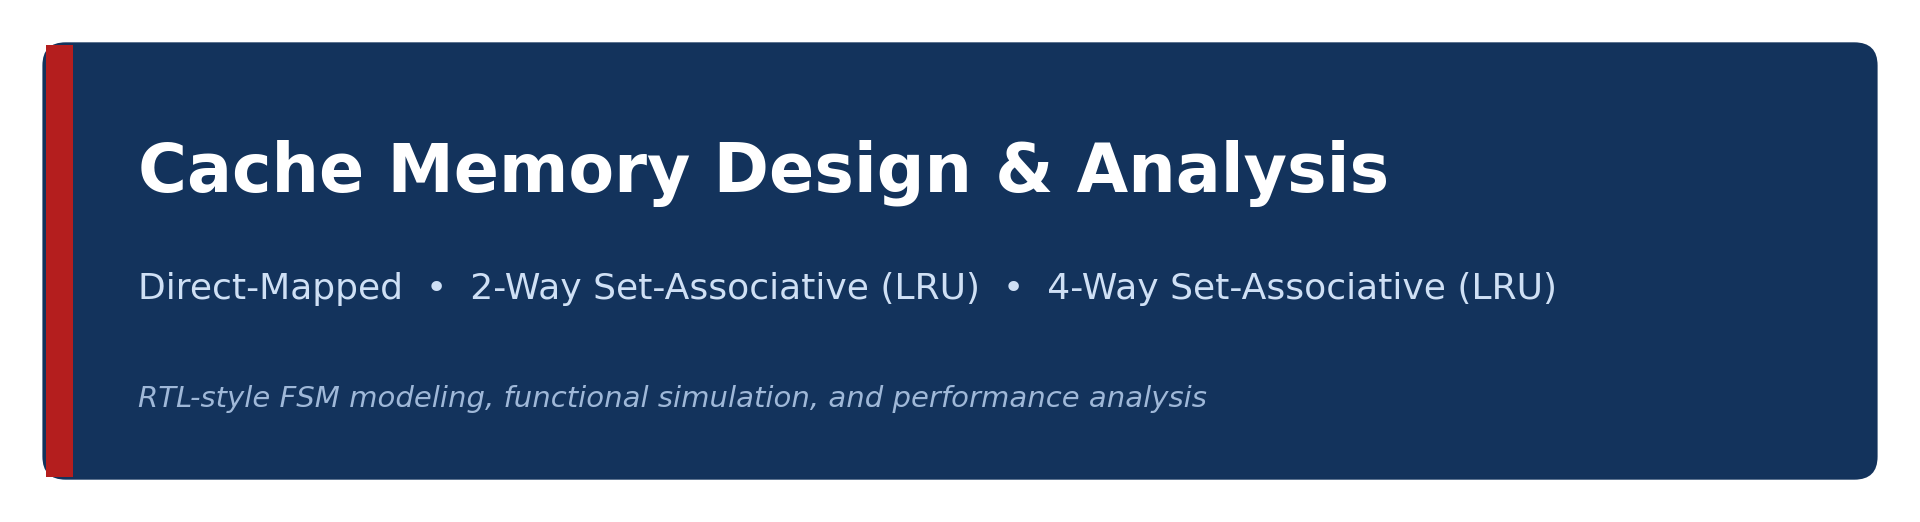 Cache Memory Design & Analysis
Direct-Mapped • 2-Way Set-Associative (LRU) • 4-Way Set-Associative (LRU)
RTL-style FSM modeling, functional simulation, and performance analysis